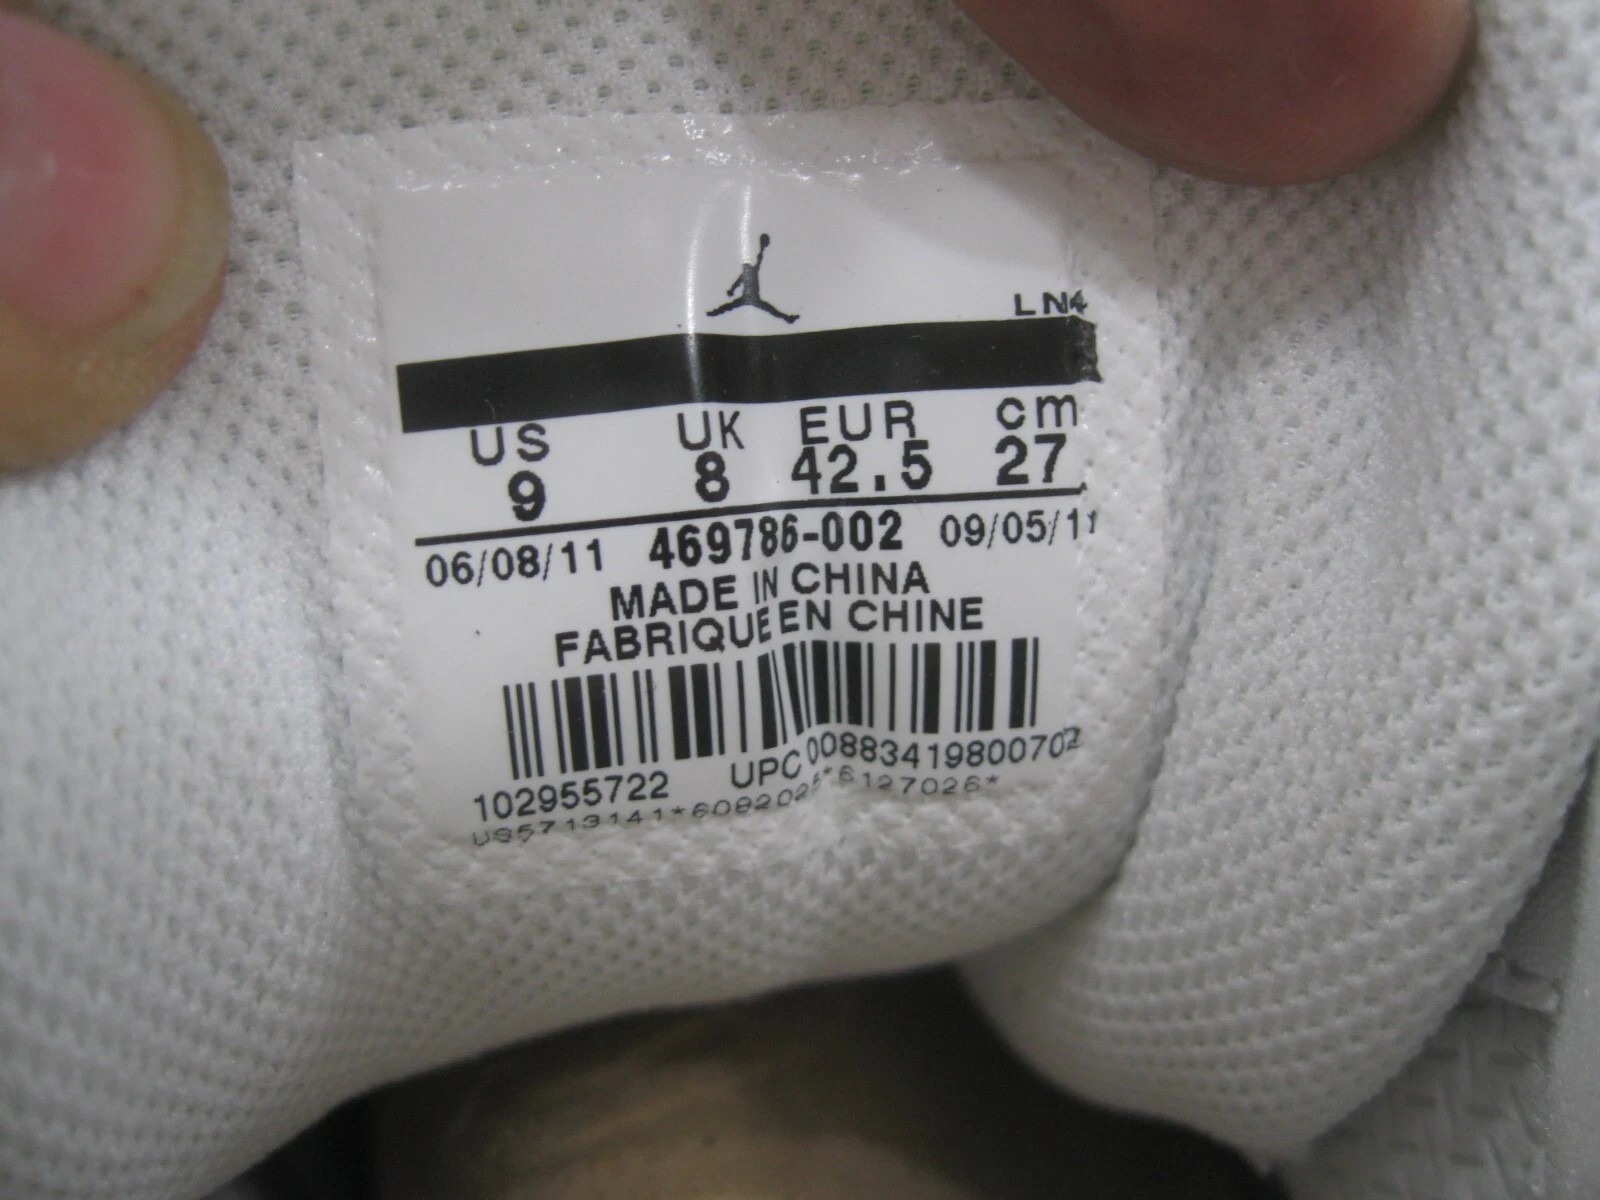 LN4
US UK EUR cm
9 8 42.5 27
06/08/11 469786-002 09/05/11
MADE IN CHINA
FABRIQUE EN CHINE
102955722 UPC 00883419800702